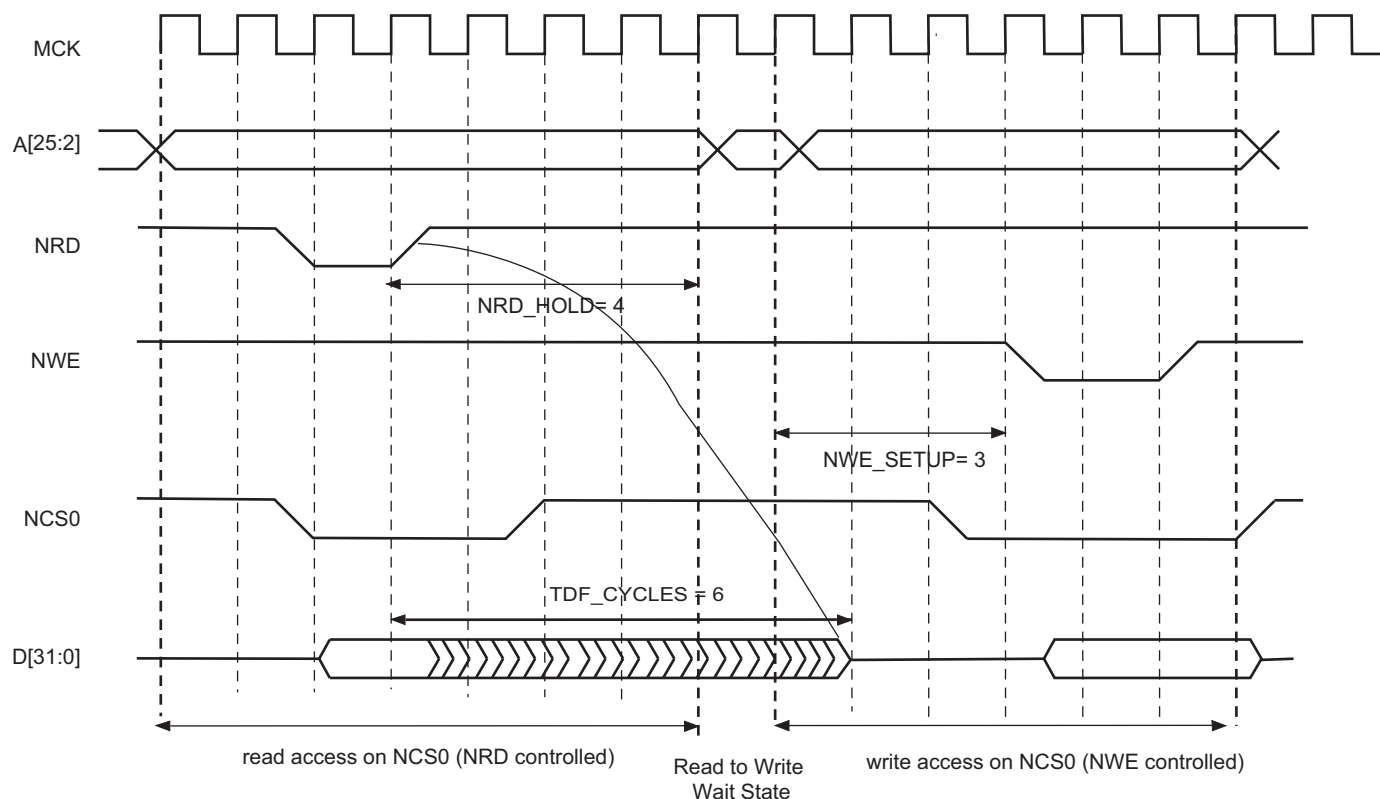 MCK
A[25:2]
NRD
NRD_HOLD= 4
NWE
NWE_SETUP= 3
NCS0
TDF_CYCLES = 6
D[31:0]
read access on NCS0 (NRD controlled)
Read to Write
Wait State
write access on NCS0 (NWE controlled)